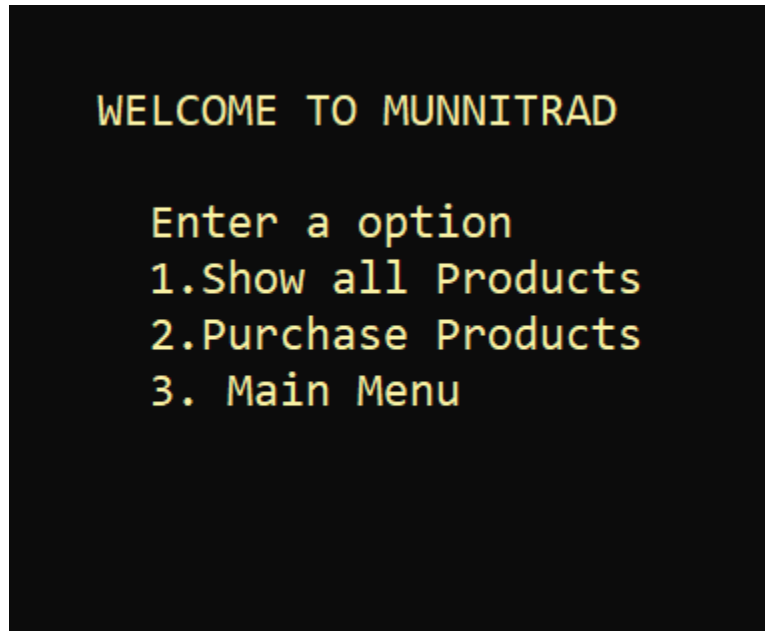 WELCOME TO MUNNITRAD
Enter a option
1.Show all Products
2.Purchase Products
3. Main Menu